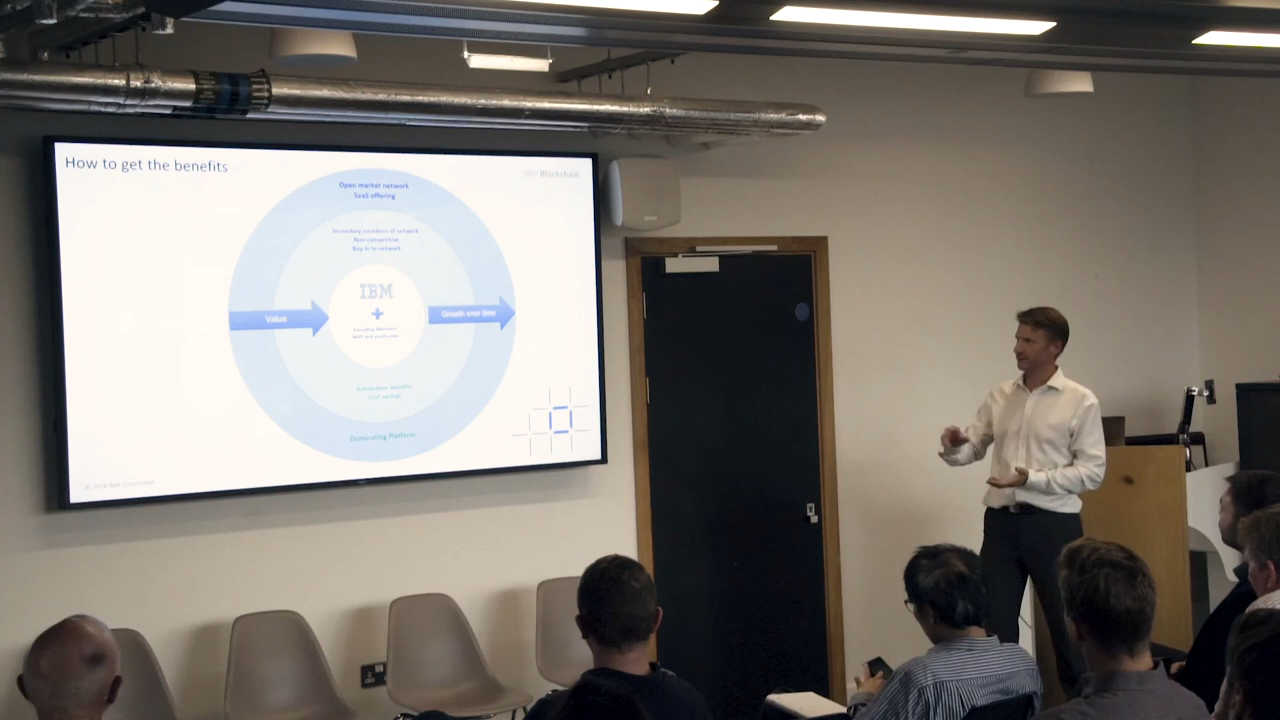 How to get the benefits
IBM Blockchain
Open market network
SaaS offering
Secondary members of network
Non-competitive
Buy in to network
IBM
+
Founding Members,
MVP and production
Value
Growth over time
Automation benefits
Cost savings
Dominating Platform